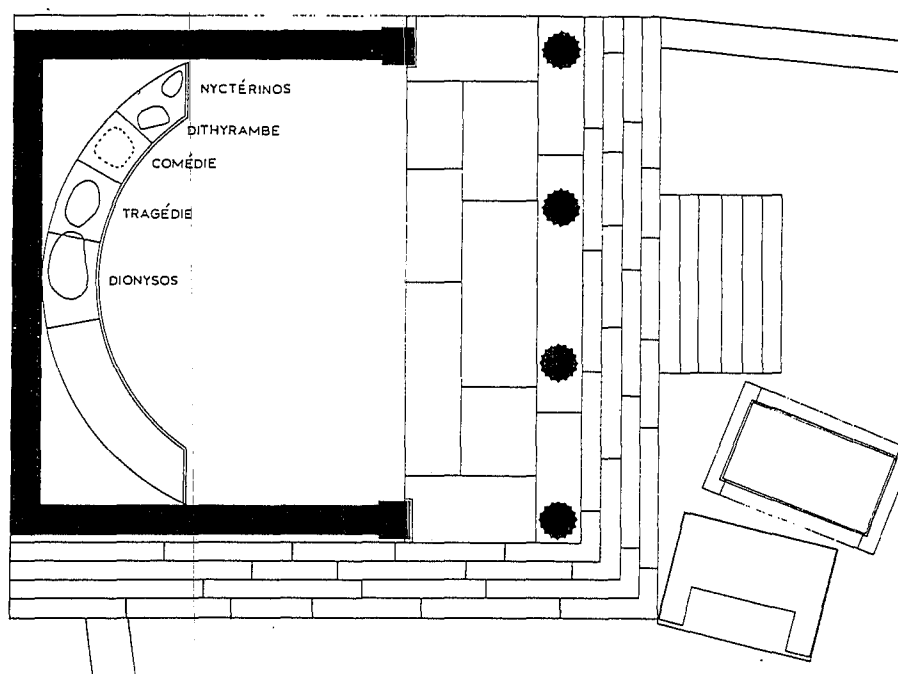 NYCTÉRINOS
DITHYRAMBE
COMÉDIE
TRAGÉDIE
DIONYSOS